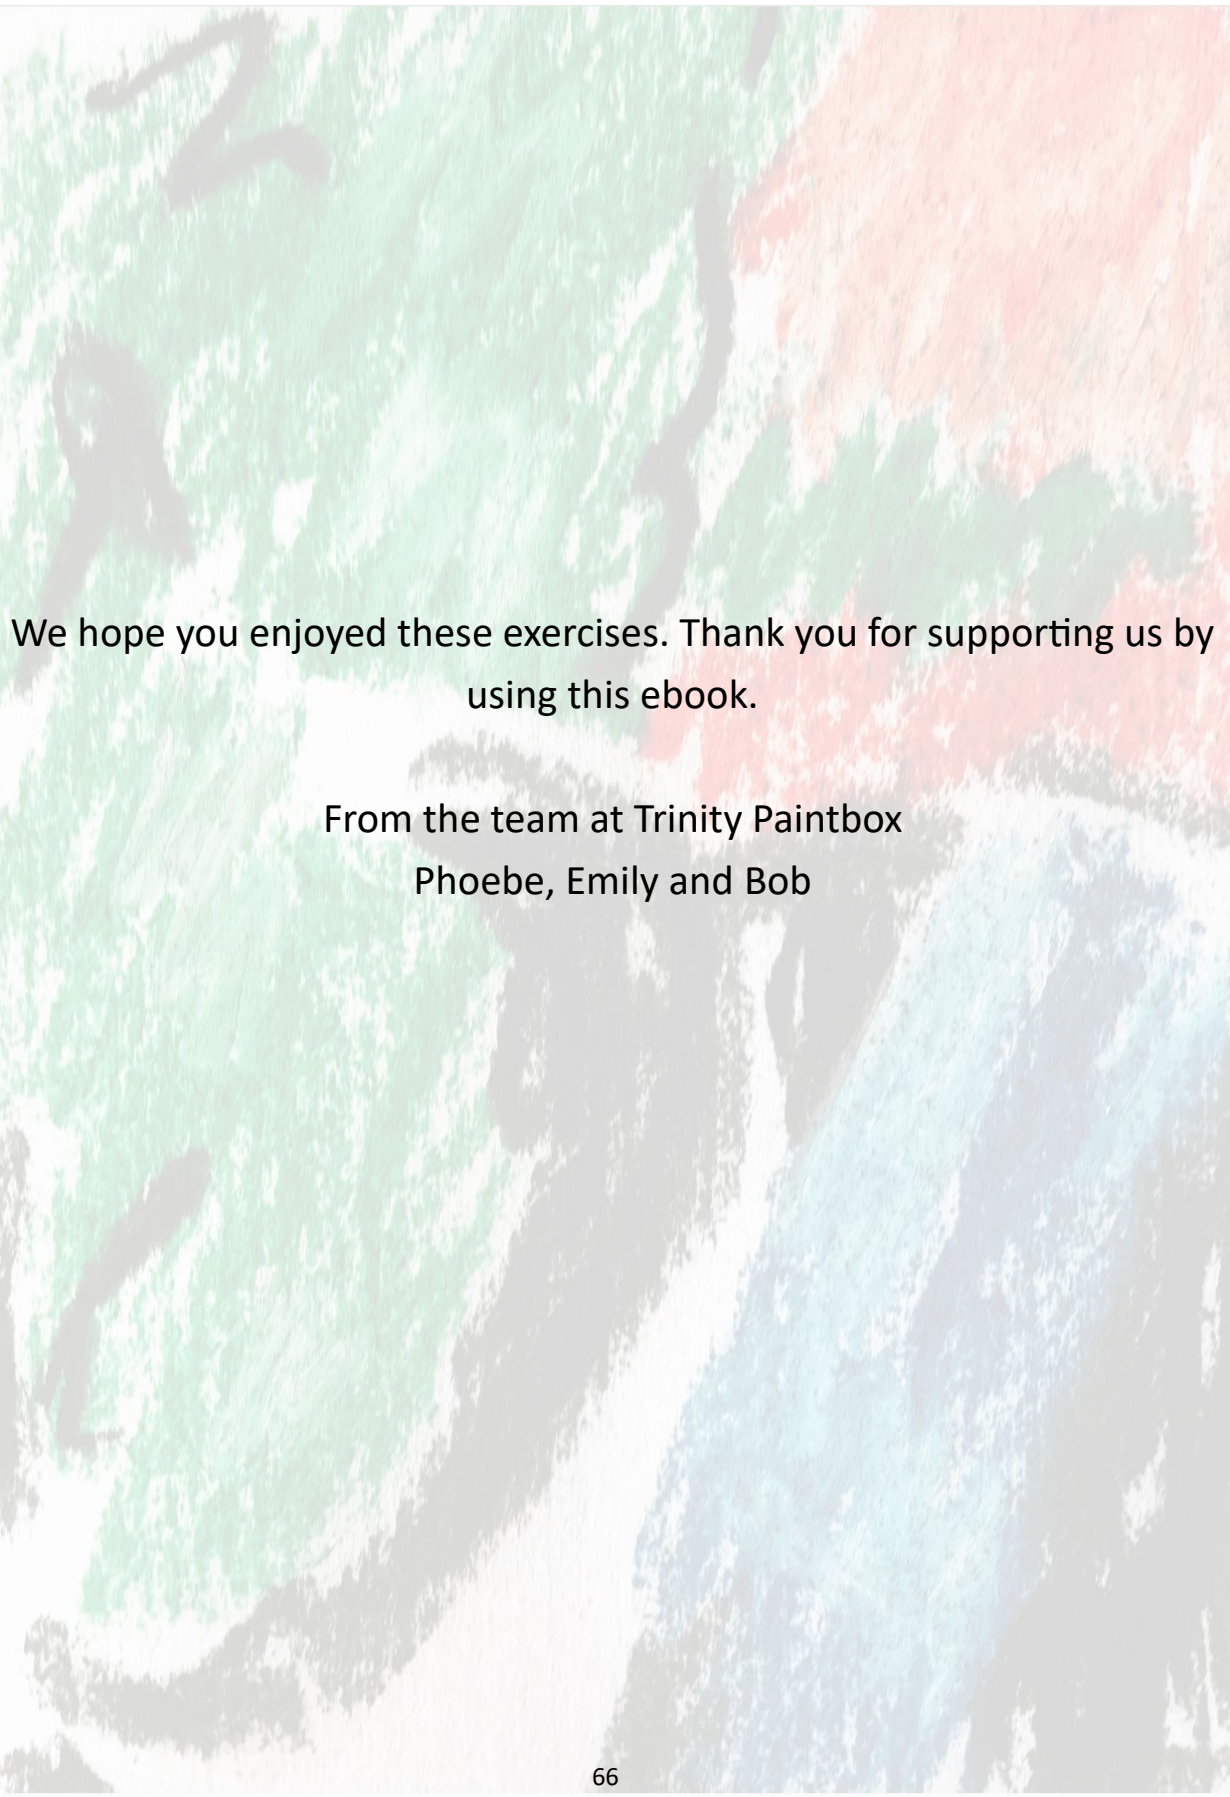 We hope you enjoyed these exercises. Thank you for supporting us by
using this ebook.
From the team at Trinity Paintbox
Phoebe, Emily and Bob
66